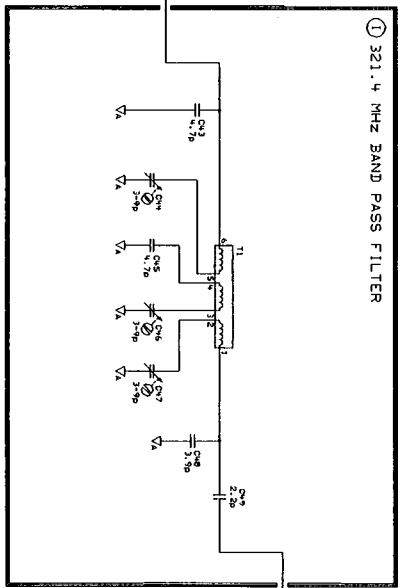 I 321.4 MHz BAND PASS FILTER
C43
4.7p
A
C44
3-9p
A
C45
4.7p
A
C46
3-9p
A
C47
3-9p
A
T1
6
5
4
3
2
1
C48
3.9p
A
C49
2.2p